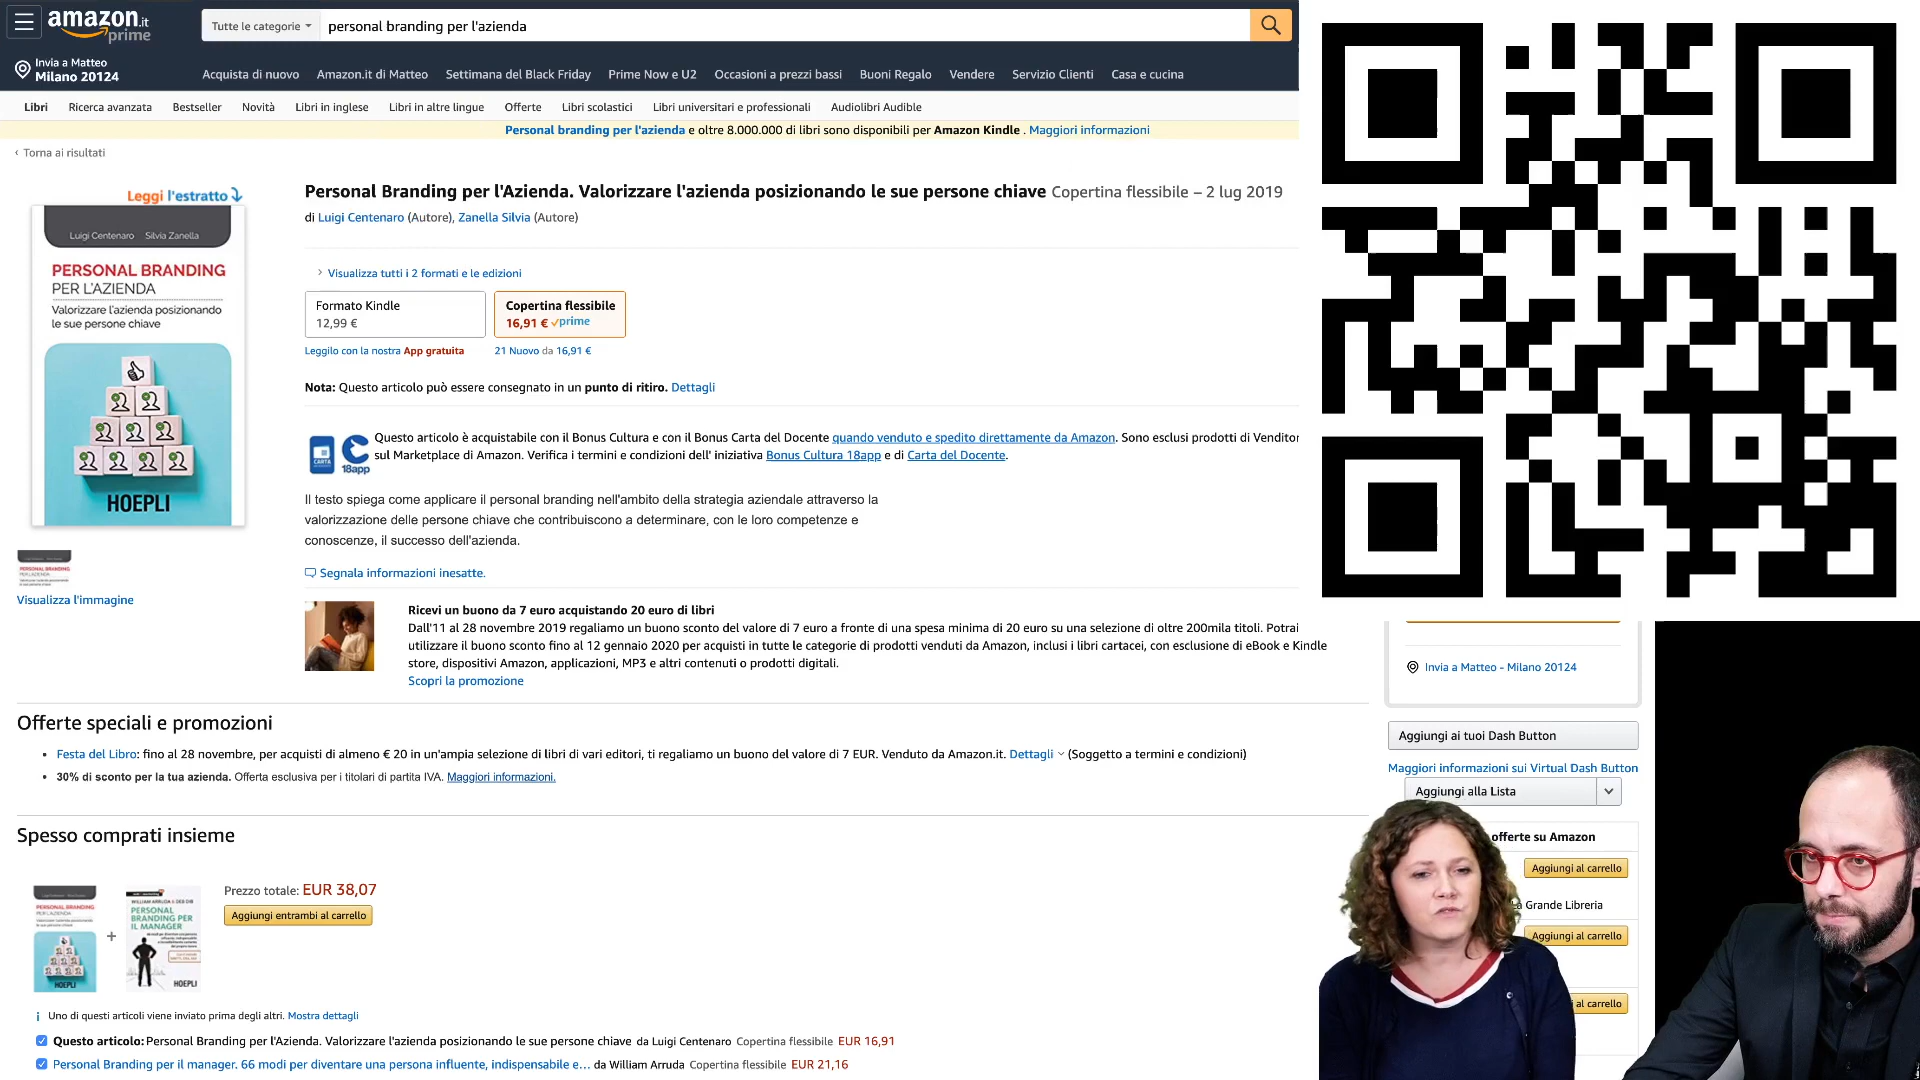 amazon.it
prime
Tutte le categorie
personal branding per l'azienda
Invia a Matteo
Milano 20124
Acquista di nuovo
Amazon.it di Matteo
Settimana del Black Friday
Prime Now e U2
Occasioni a prezzi bassi
Buoni Regalo
Vendere
Servizio Clienti
Casa e cucina
Libri
Ricerca avanzata
Bestseller
Novità
Libri in inglese
Libri in altre lingue
Offerte
Libri scolastici
Libri universitari e professionali
Audiolibri Audible
Personal branding per l'azienda e oltre 8.000.000 di libri sono disponibili per Amazon Kindle . Maggiori informazioni
‹ Torna ai risultati
Leggi l'estratto
Luigi Centenaro Silvia Zanella
PERSONAL BRANDING
PER L'AZIENDA
Valorizzare l'azienda posizionando
le sue persone chiave
HOEPLI
Visualizza l'immagine
Personal Branding per l'Azienda. Valorizzare l'azienda posizionando le sue persone chiave Copertina flessibile – 2 lug 2019
di Luigi Centenaro (Autore), Zanella Silvia (Autore)
› Visualizza tutti i 2 formati e le edizioni
Formato Kindle
12,99 €
Copertina flessibile
16,91 € prime
Leggilo con la nostra App gratuita
21 Nuovo da 16,91 €
Nota: Questo articolo può essere consegnato in un punto di ritiro. Dettagli
CARTA
18app
Questo articolo è acquistabile con il Bonus Cultura e con il Bonus Carta del Docente quando venduto e spedito direttamente da Amazon. Sono esclusi prodotti di Venditor
sul Marketplace di Amazon. Verifica i termini e condizioni dell' iniziativa Bonus Cultura 18app e di Carta del Docente.
Il testo spiega come applicare il personal branding nell'ambito della strategia aziendale attraverso la
valorizzazione delle persone chiave che contribuiscono a determinare, con le loro competenze e
conoscenze, il successo dell'azienda.
Segnala informazioni inesatte.
Ricevi un buono da 7 euro acquistando 20 euro di libri
Dall'11 al 28 novembre 2019 regaliamo un buono sconto del valore di 7 euro a fronte di una spesa minima di 20 euro su una selezione di oltre 200mila titoli. Potrai
utilizzare il buono sconto fino al 12 gennaio 2020 per acquisti in tutte le categorie di prodotti venduti da Amazon, inclusi i libri cartacei, con esclusione di eBook e Kindle
store, dispositivi Amazon, applicazioni, MP3 e altri contenuti o prodotti digitali.
Scopri la promozione
Invia a Matteo - Milano 20124
Aggiungi ai tuoi Dash Button
Maggiori informazioni sui Virtual Dash Button
Aggiungi alla Lista
offerte su Amazon
Aggiungi al carrello
La Grande Libreria
Aggiungi al carrello
al carrello
Offerte speciali e promozioni
• Festa del Libro: fino al 28 novembre, per acquisti di almeno € 20 in un'ampia selezione di libri di vari editori, ti regaliamo un buono del valore di 7 EUR. Venduto da Amazon.it. Dettagli (Soggetto a termini e condizioni)
• 30% di sconto per la tua azienda. Offerta esclusiva per i titolari di partita IVA. Maggiori informazioni.
Spesso comprati insieme
HOEPLI
+
WILLIAM ARRUDA & DEB DIB
PERSONAL
BRANDING PER
IL MANAGER
HOEPLI
Prezzo totale: EUR 38,07
Aggiungi entrambi al carrello
i Uno di questi articoli viene inviato prima degli altri. Mostra dettagli
Questo articolo: Personal Branding per l'Azienda. Valorizzare l'azienda posizionando le sue persone chiave da Luigi Centenaro Copertina flessibile EUR 16,91
Personal Branding per il manager. 66 modi per diventare una persona influente, indispensabile e… da William Arruda Copertina flessibile EUR 21,16